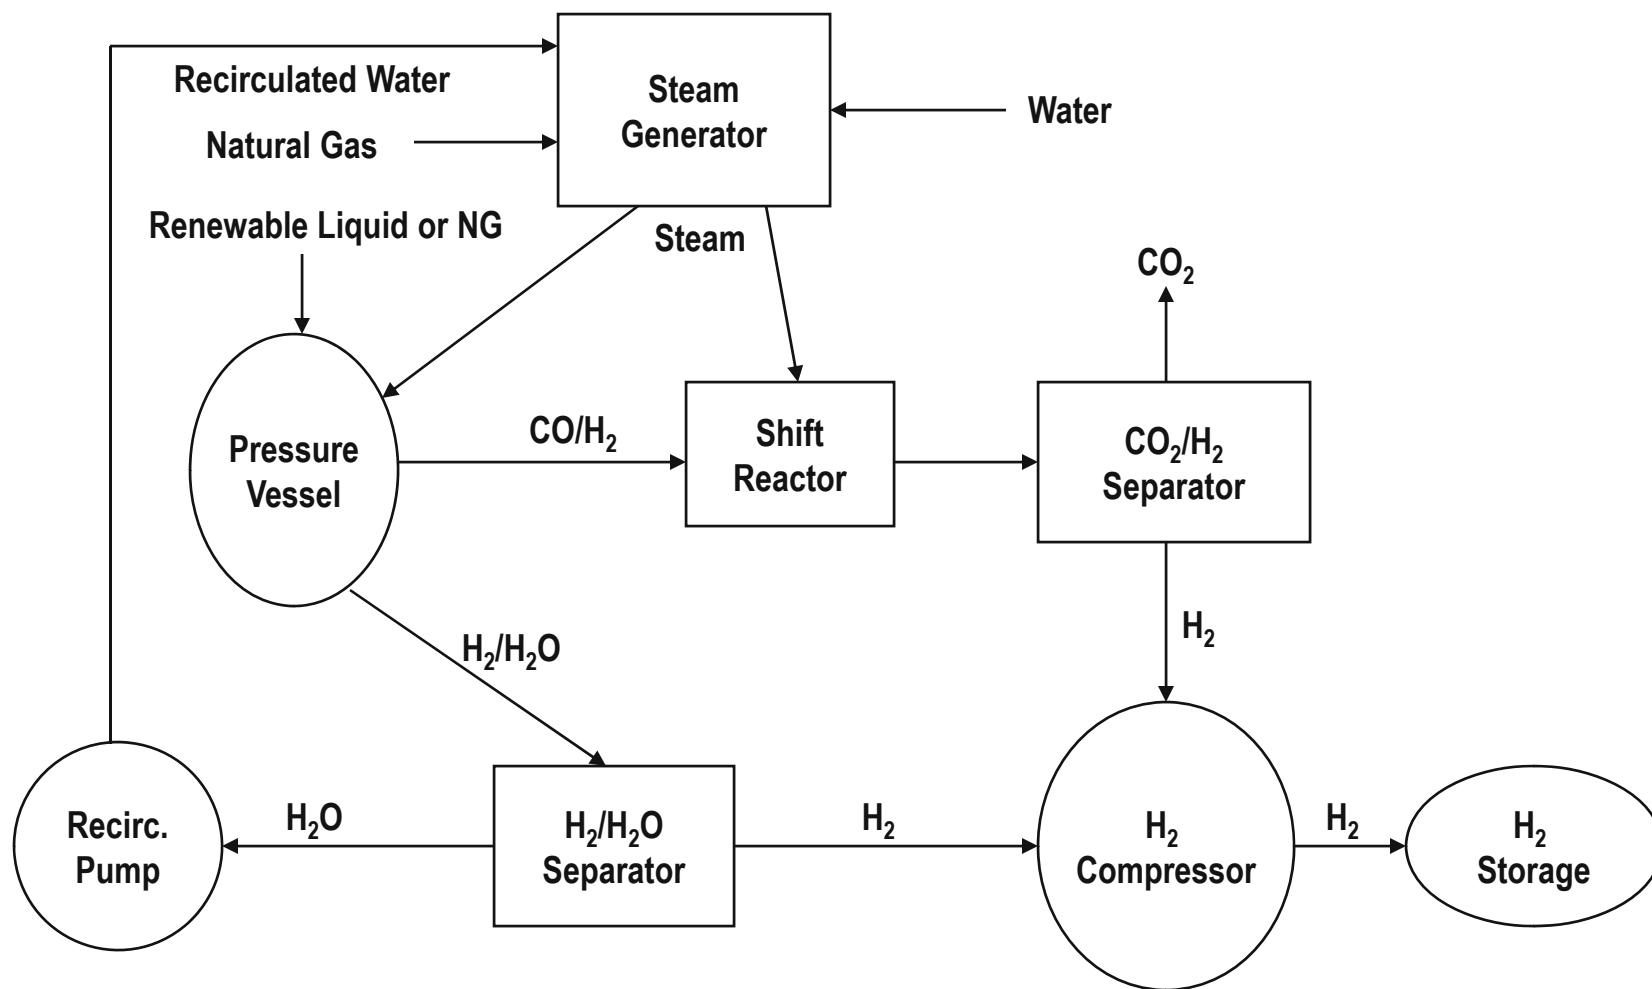 Recirculated Water
Steam
Generator
Water
Natural Gas
Renewable Liquid or NG
Steam
CO₂
Pressure
Vessel
CO/H₂
Shift
Reactor
CO₂/H₂
Separator
H₂/H₂O
H₂
Recirc.
Pump
H₂O
H₂/H₂O
Separator
H₂
H₂
Compressor
H₂
H₂
Storage